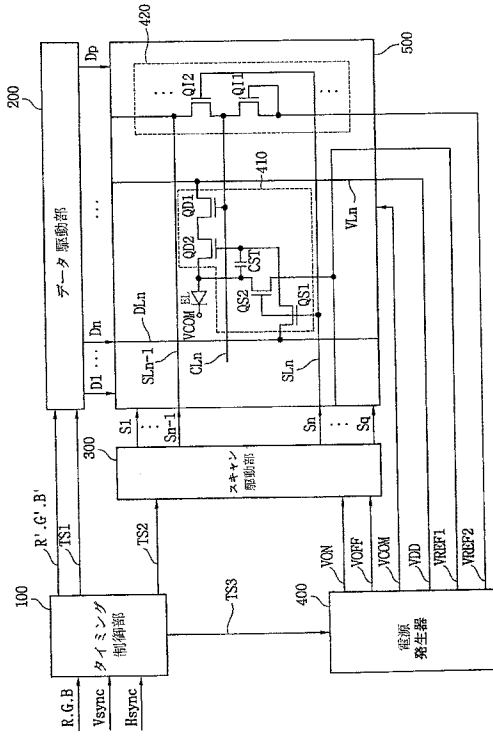 R.G.B
Vsync
Hsync
100
タイミング
制御部
R'.G'.B'
TS1
TS2
TS3
200
データ 駆動部
D1
...
Dn
...
Dp
300
スキャン
駆動部
S1
Sn-1
Sn
Sq
400
電源
発生器
VON
VOFF
VCOM
VDD
VREF1
VREF2
DLn
SLn-1
CLn
SLn
VCOM
EL
QD2
QD1
CST
QS2
QS1
410
VLn
420
QI2
QI1
500